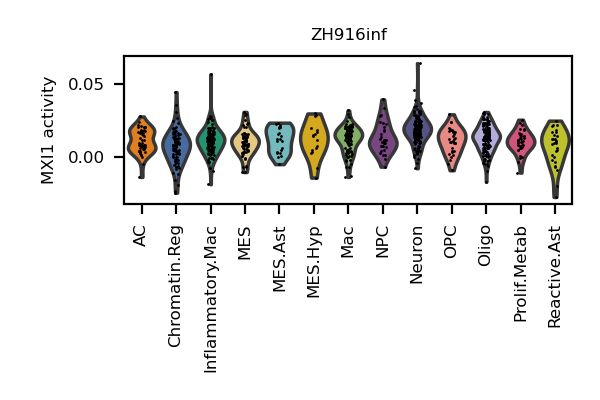 ZH916inf
MXI1 activity
0.05
0.00
AC
Chromatin.Reg
Inflammatory.Mac
MES
MES.Ast
MES.Hyp
Mac
NPC
Neuron
OPC
Oligo
Prolif.Metab
Reactive.Ast